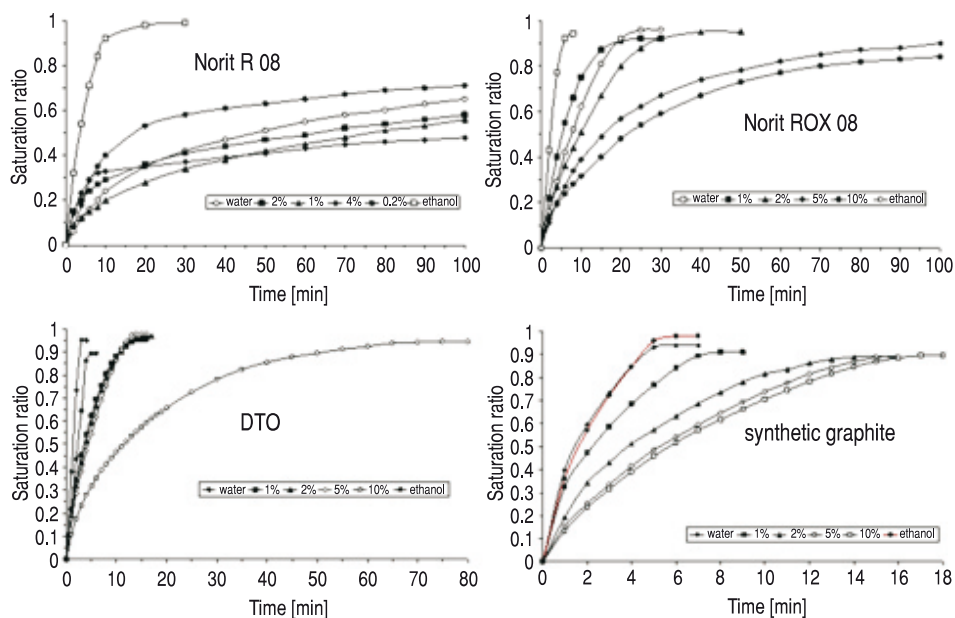 Saturation ratio
1
0.8
0.6
0.4
0.2
0
Norit R 08
water 2% 1% 4% 0.2% ethanol
0 10 20 30 40 50 60 70 80 90 100
Time [min]
Saturation ratio
1
0.8
0.6
0.4
0.2
0
Norit ROX 08
water 1% 2% 5% 10% ethanol
0 10 20 30 40 50 60 70 80 90 100
Time [min]
Saturation ratio
1
0.9
0.8
0.7
0.6
0.5
0.4
0.3
0.2
0.1
0
DTO
water 1% 2% 5% 10% ethanol
0 10 20 30 40 50 60 70 80
Time [min]
Saturation ratio
1
0.9
0.8
0.7
0.6
0.5
0.4
0.3
0.2
0.1
0
synthetic graphite
water 1% 2% 5% 10% ethanol
0 2 4 6 8 10 12 14 16 18
Time [min]